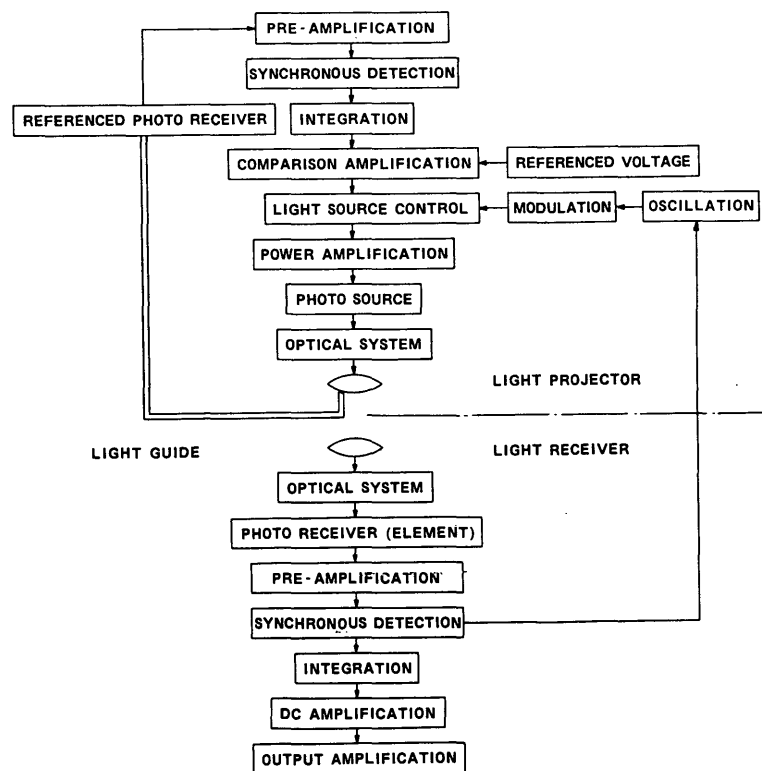 PRE-AMPLIFICATION
SYNCHRONOUS DETECTION
REFERENCED PHOTO RECEIVER
INTEGRATION
COMPARISON AMPLIFICATION
REFERENCED VOLTAGE
LIGHT SOURCE CONTROL
MODULATION
OSCILLATION
POWER AMPLIFICATION
PHOTO SOURCE
OPTICAL SYSTEM
LIGHT PROJECTOR
LIGHT GUIDE
LIGHT RECEIVER
OPTICAL SYSTEM
PHOTO RECEIVER (ELEMENT)
PRE-AMPLIFICATION
SYNCHRONOUS DETECTION
INTEGRATION
DC AMPLIFICATION
OUTPUT AMPLIFICATION